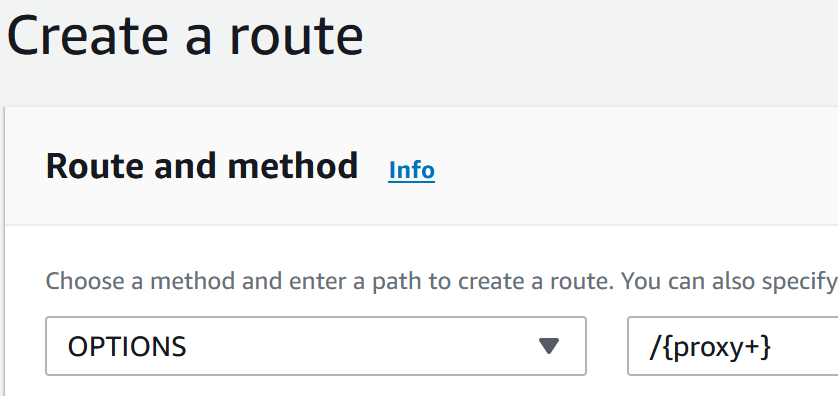 Create a route
Route and method Info
Choose a method and enter a path to create a route. You can also specify
OPTIONS /{proxy+}